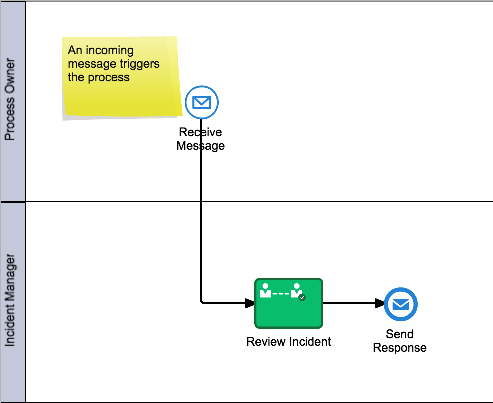 Process Owner
An incoming
message triggers
the process
Receive
Message
Incident Manager
Review Incident
Send
Response